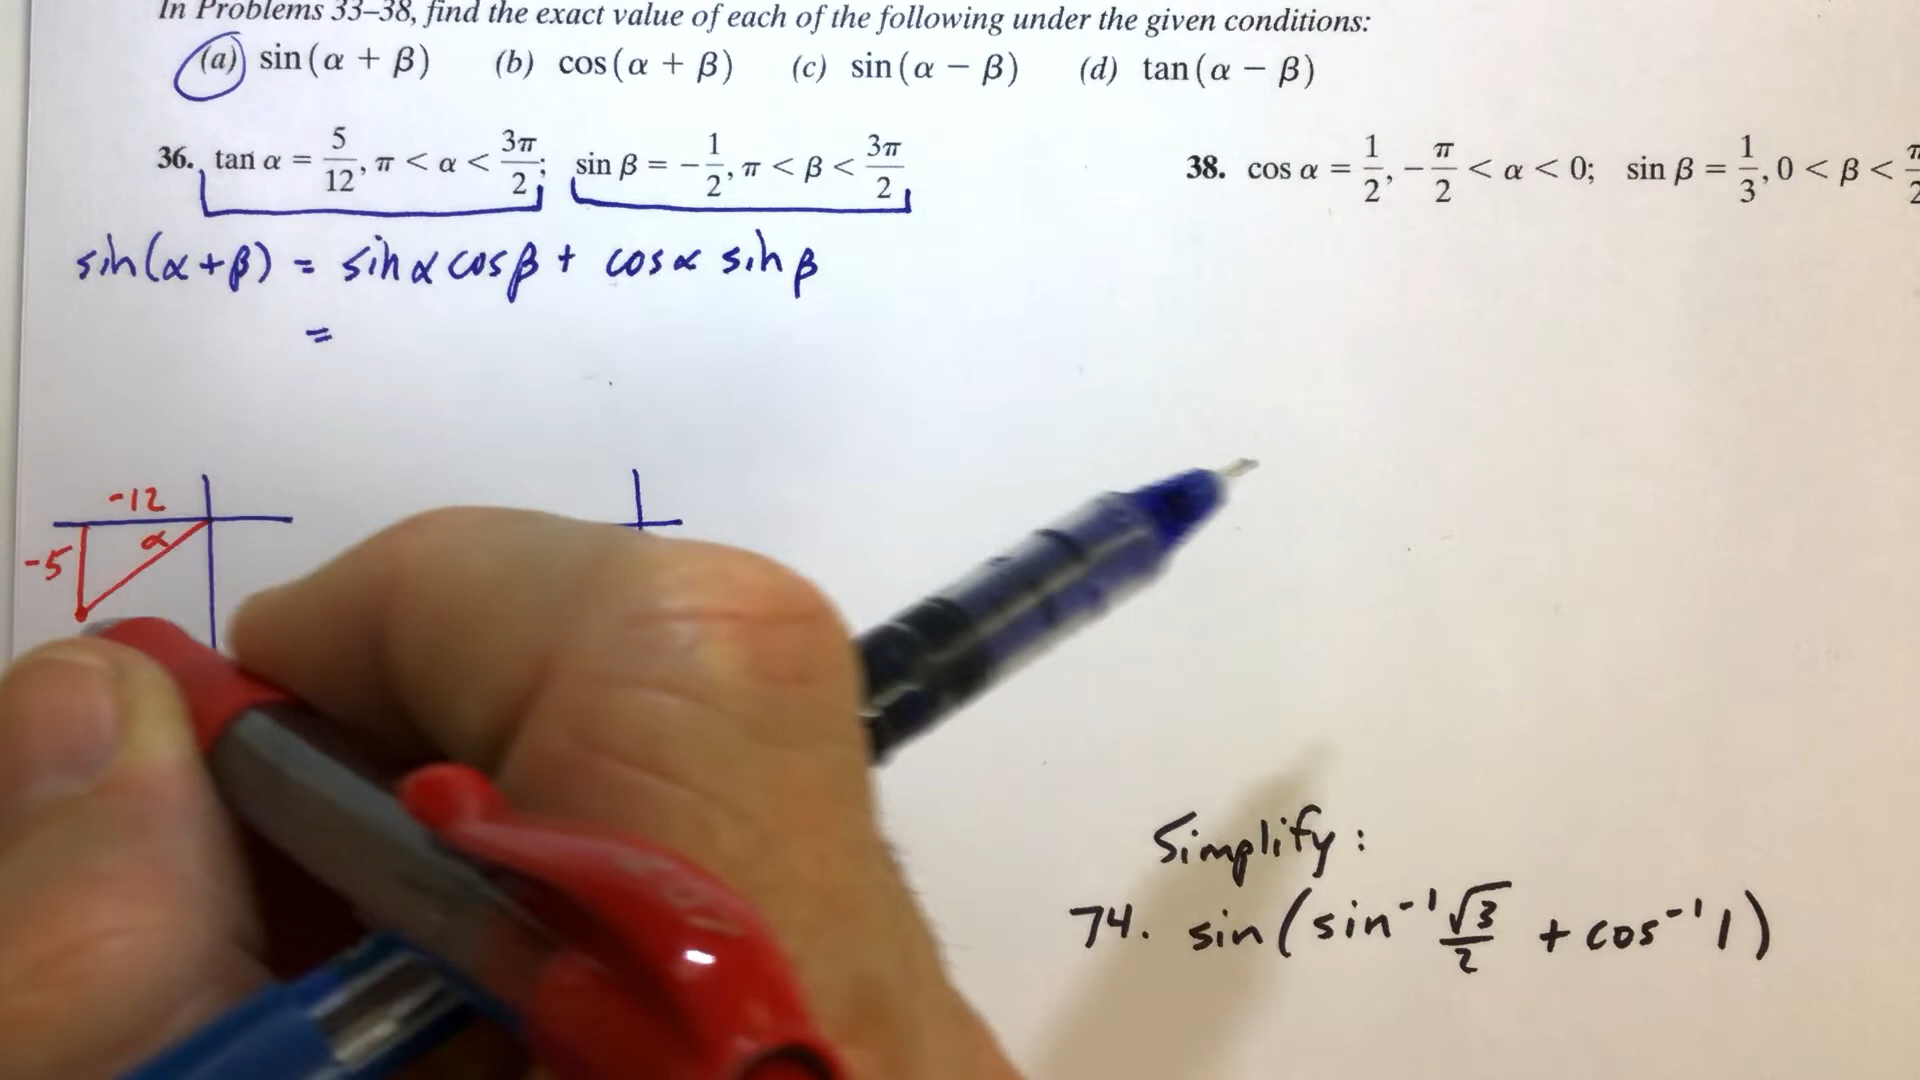 In Problems 33–38, find the exact value of each of the following under the given conditions:
(a) sin(α + β) (b) cos(α + β) (c) sin(α − β) (d) tan(α − β)
36. tan α = 5/12, π < α < 3π/2; sin β = −1/2, π < β < 3π/2
38. cos α = 1/2, −π/2 < α < 0; sin β = 1/3, 0 < β < π/2
sin(α+β) = sin α cos β + cos α sin β
=
-12
α
-5
Simplify:
74. sin(sin⁻¹ √3/2 + cos⁻¹ 1)